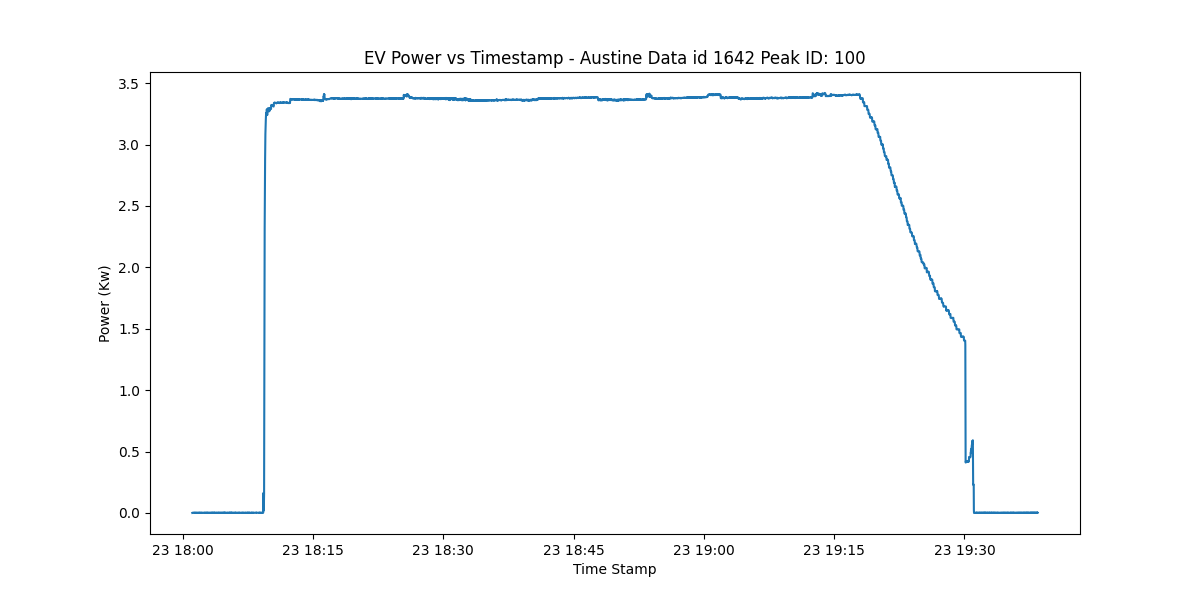 EV Power vs Timestamp - Austine Data id 1642 Peak ID: 100
3.5
3.0
2.5
2.0
1.5
1.0
0.5
0.0
Power (Kw)
23 18:00 23 18:15 23 18:30 23 18:45 23 19:00 23 19:15 23 19:30
Time Stamp